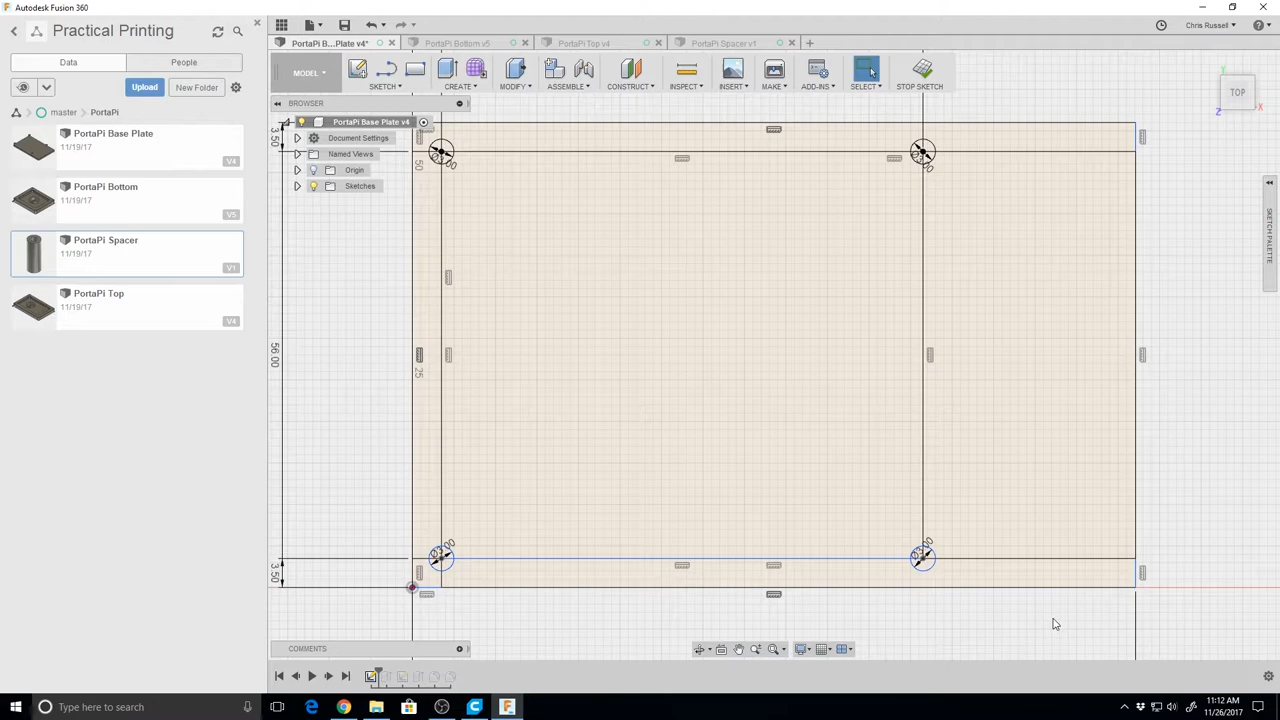 Autodesk Fusion 360
Practical Printing
Data
People
Upload
New Folder
master
PortaPi
PortaPi Base Plate
11/19/17
V4
PortaPi Bottom
11/19/17
V5
PortaPi Spacer
11/19/17
V1
PortaPi Top
11/19/17
V4
PortaPi B...Plate v4*
PortaPi Bottom v5
PortaPi Top v4
PortaPi Spacer v1
Chris Russell
MODEL
SKETCH
CREATE
MODIFY
ASSEMBLE
CONSTRUCT
INSPECT
INSERT
MAKE
ADD-INS
SELECT
STOP SKETCH
BROWSER
PortaPi Base Plate v4
Document Settings
Named Views
Origin
Sketches
TOP
Y
X
Z
SKETCH PALETTE
3.50
50
25
56.00
3.50
COMMENTS
Type here to search
11:12 AM
11/26/2017